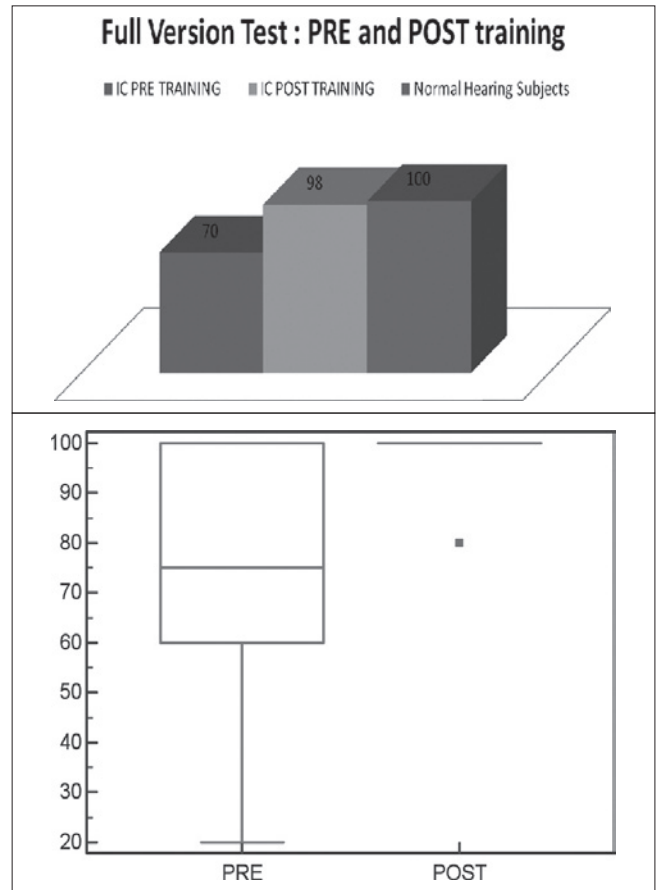 Full Version Test : PRE and POST training
IC PRE TRAINING IC POST TRAINING Normal Hearing Subjects
70 98 100
100
90
80
70
60
50
40
30
20
PRE POST